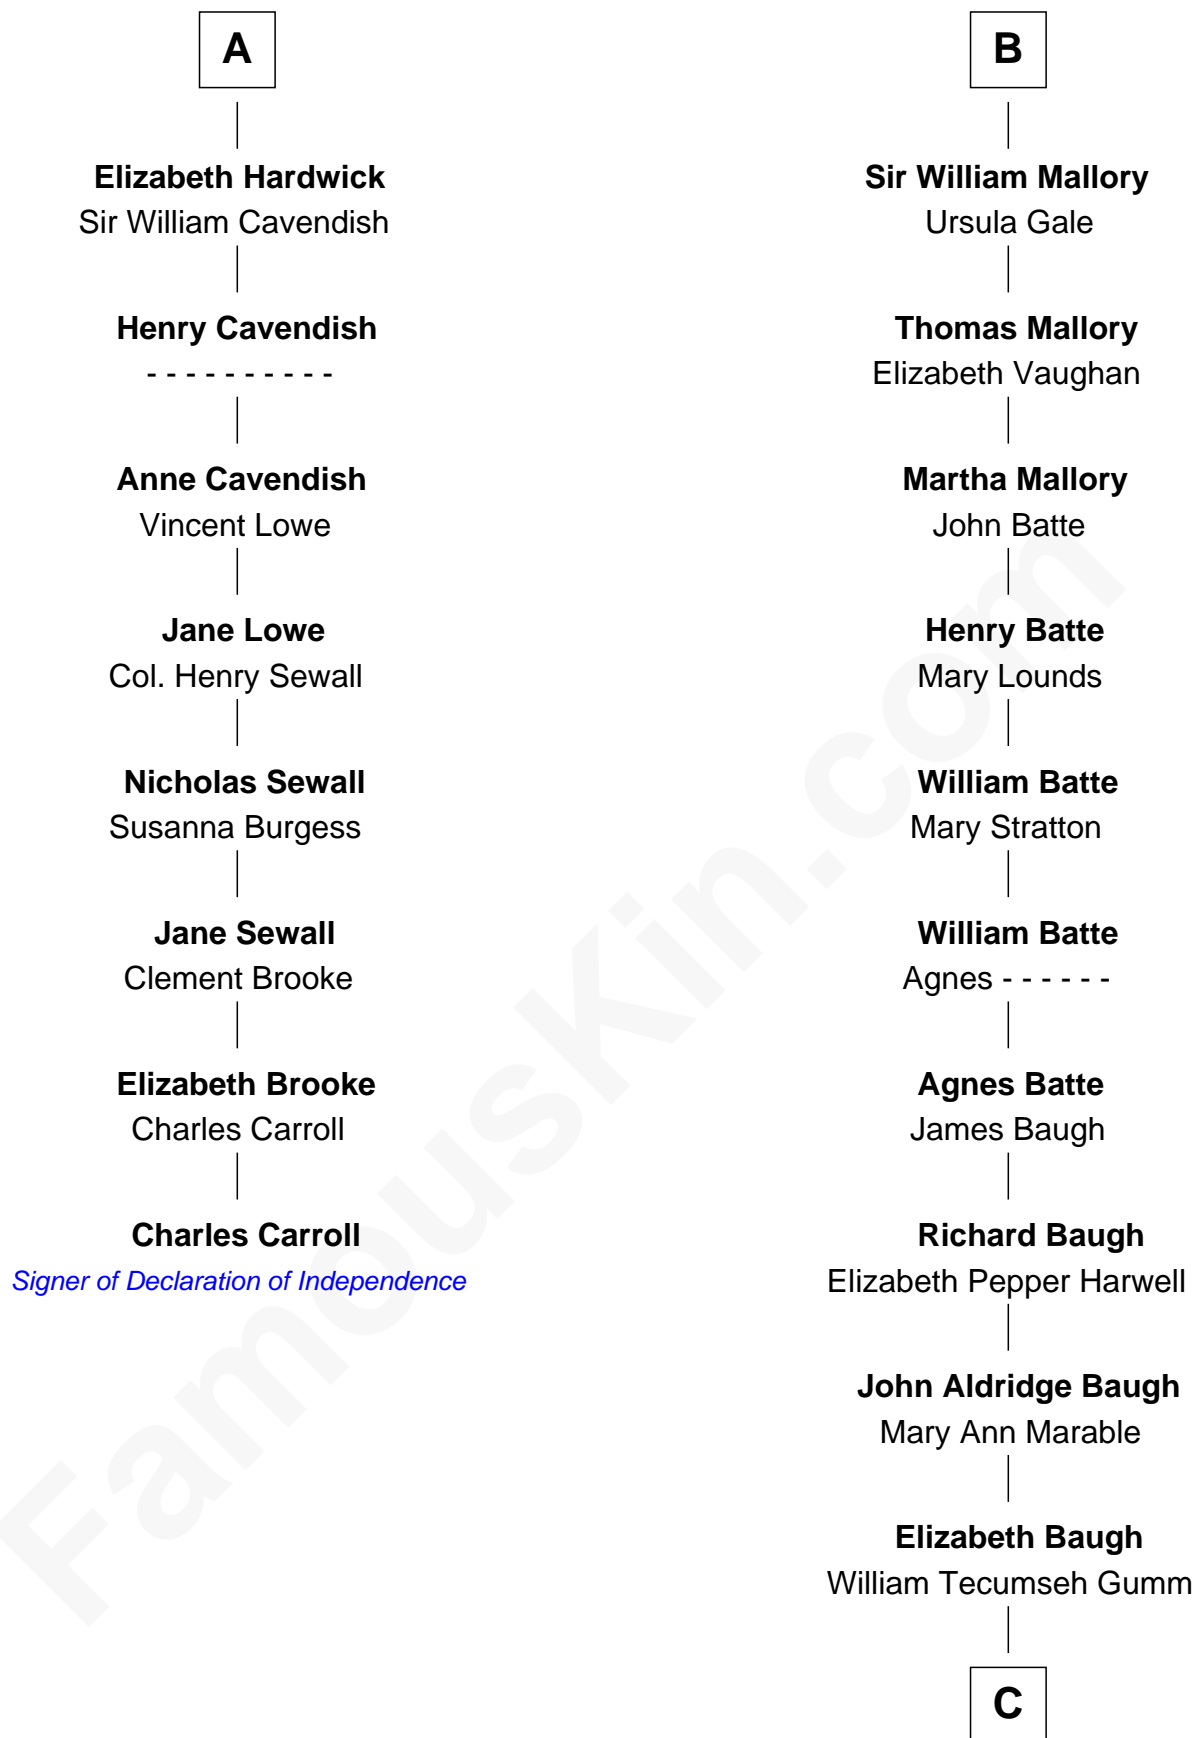 A
Elizabeth Hardwick
Sir William Cavendish
Henry Cavendish
- - - - - - - - - -
Anne Cavendish
Vincent Lowe
Jane Lowe
Col. Henry Sewall
Nicholas Sewall
Susanna Burgess
Jane Sewall
Clement Brooke
Elizabeth Brooke
Charles Carroll
Charles Carroll
Signer of Declaration of Independence
B
Sir William Mallory
Ursula Gale
Thomas Mallory
Elizabeth Vaughan
Martha Mallory
John Batte
Henry Batte
Mary Lounds
William Batte
Mary Stratton
William Batte
Agnes - - - - - -
Agnes Batte
James Baugh
Richard Baugh
Elizabeth Pepper Harwell
John Aldridge Baugh
Mary Ann Marable
Elizabeth Baugh
William Tecumseh Gumm
C
FamousKin.com